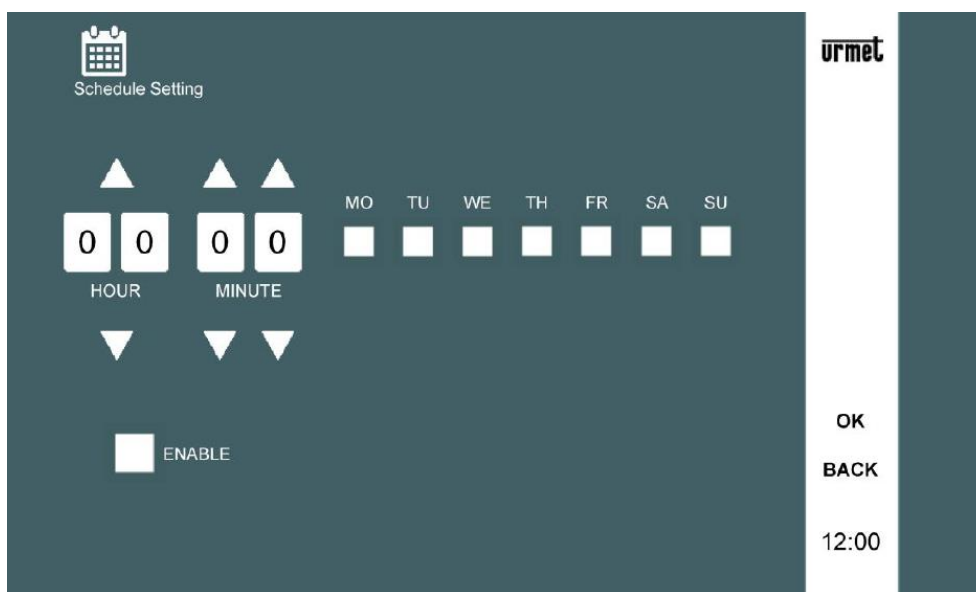 urmet
Schedule Setting
MO TU WE TH FR SA SU
0 0 0 0
HOUR MINUTE
OK
ENABLE
BACK
12:00